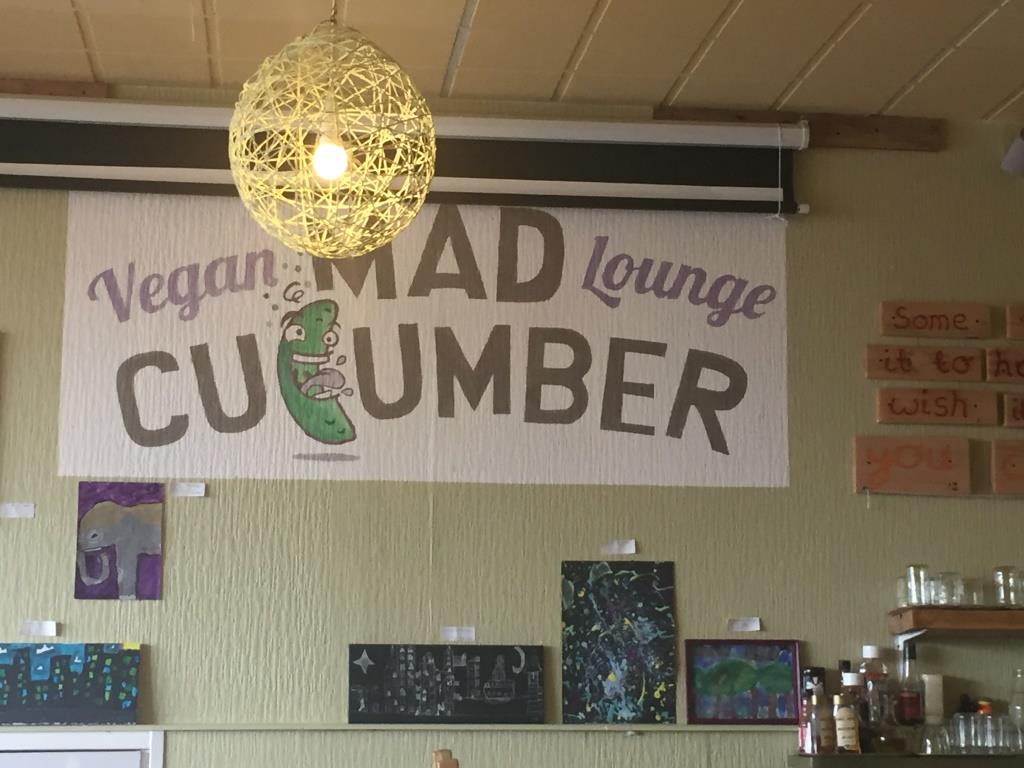 Vegan MAD Lounge
CUCUMBER
Some
it to
wish
you